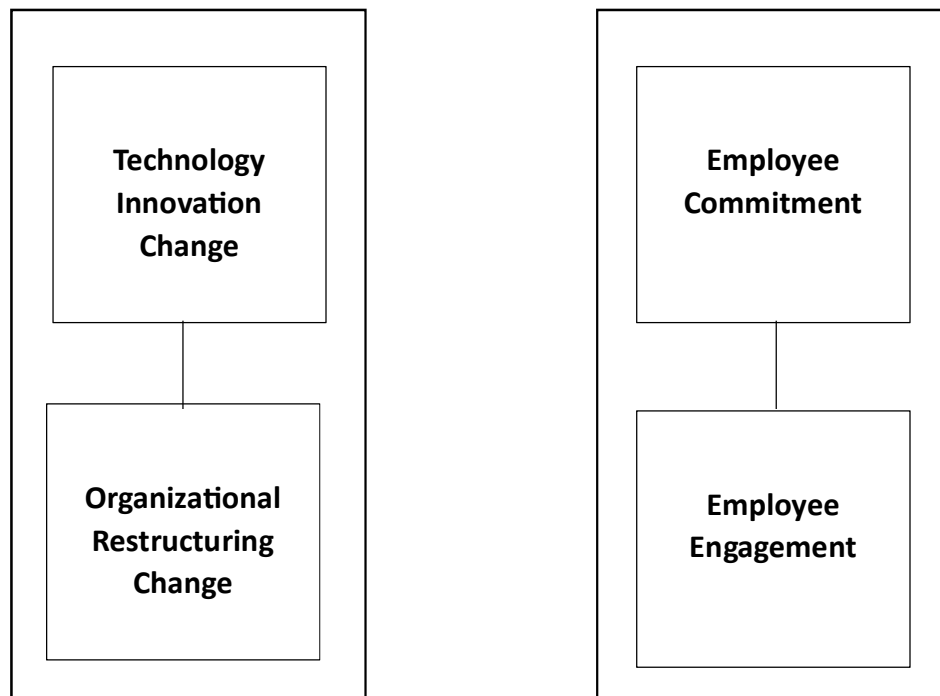 Technology
Innovation
Change
Organizational
Restructuring
Change
Employee
Commitment
Employee
Engagement